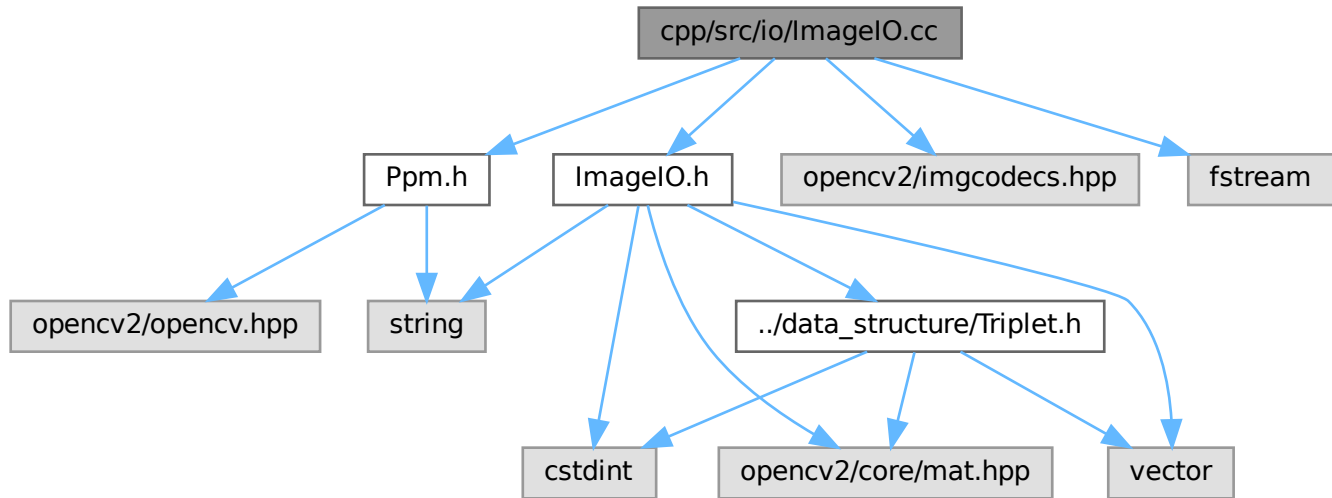 cpp/src/io/ImageIO.cc
Ppm.h
ImageIO.h
opencv2/imgcodecs.hpp
fstream
opencv2/opencv.hpp
string
../data_structure/Triplet.h
cstdint
opencv2/core/mat.hpp
vector